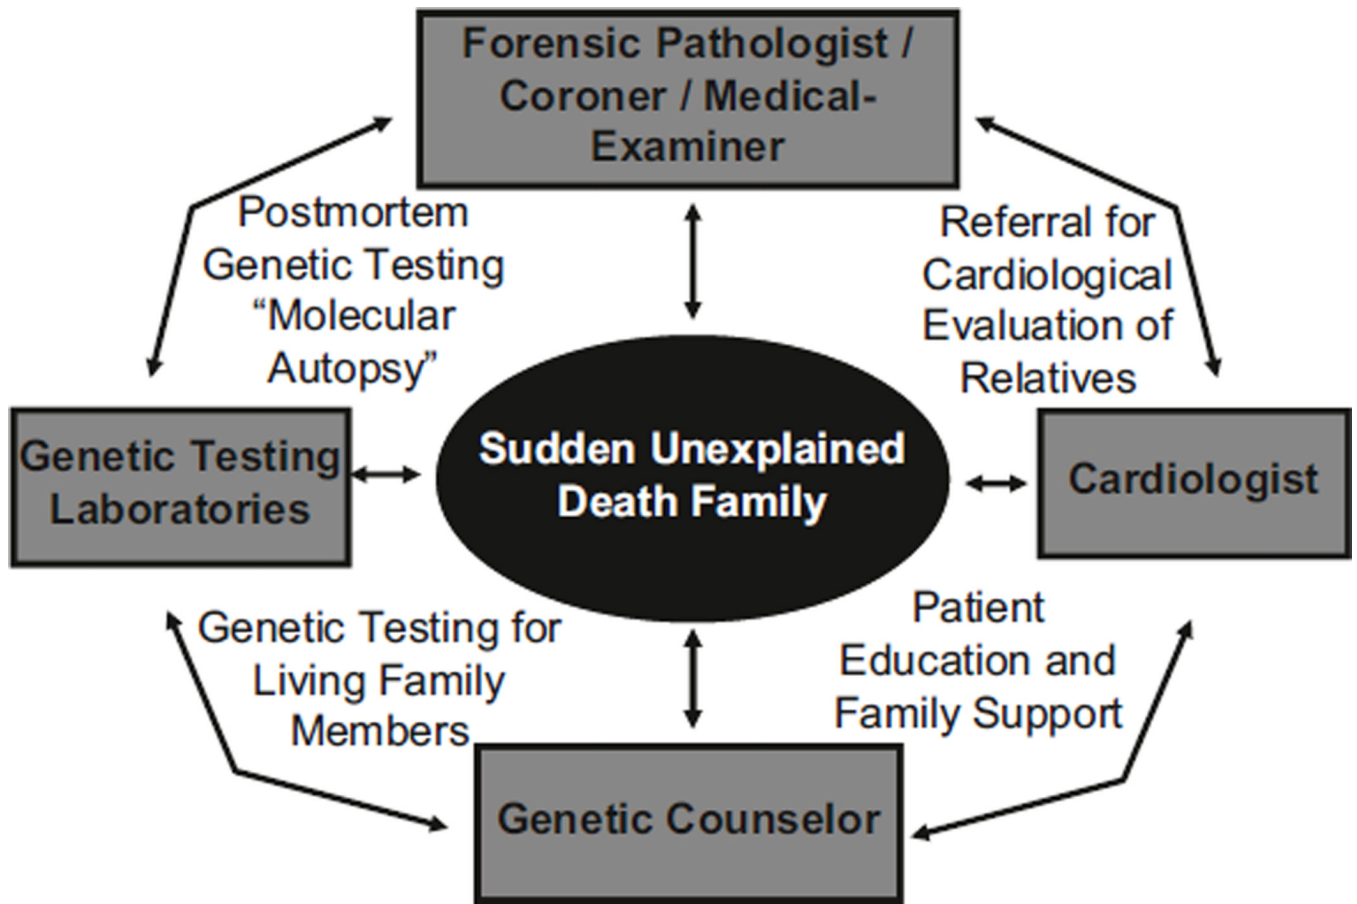 Forensic Pathologist /
Coroner / Medical-
Examiner
Postmortem
Genetic Testing
“Molecular
Autopsy”
Referral for
Cardiological
Evaluation of
Relatives
Genetic Testing
Laboratories
Sudden Unexplained
Death Family
Cardiologist
Genetic Testing for
Living Family
Members
Patient
Education and
Family Support
Genetic Counselor